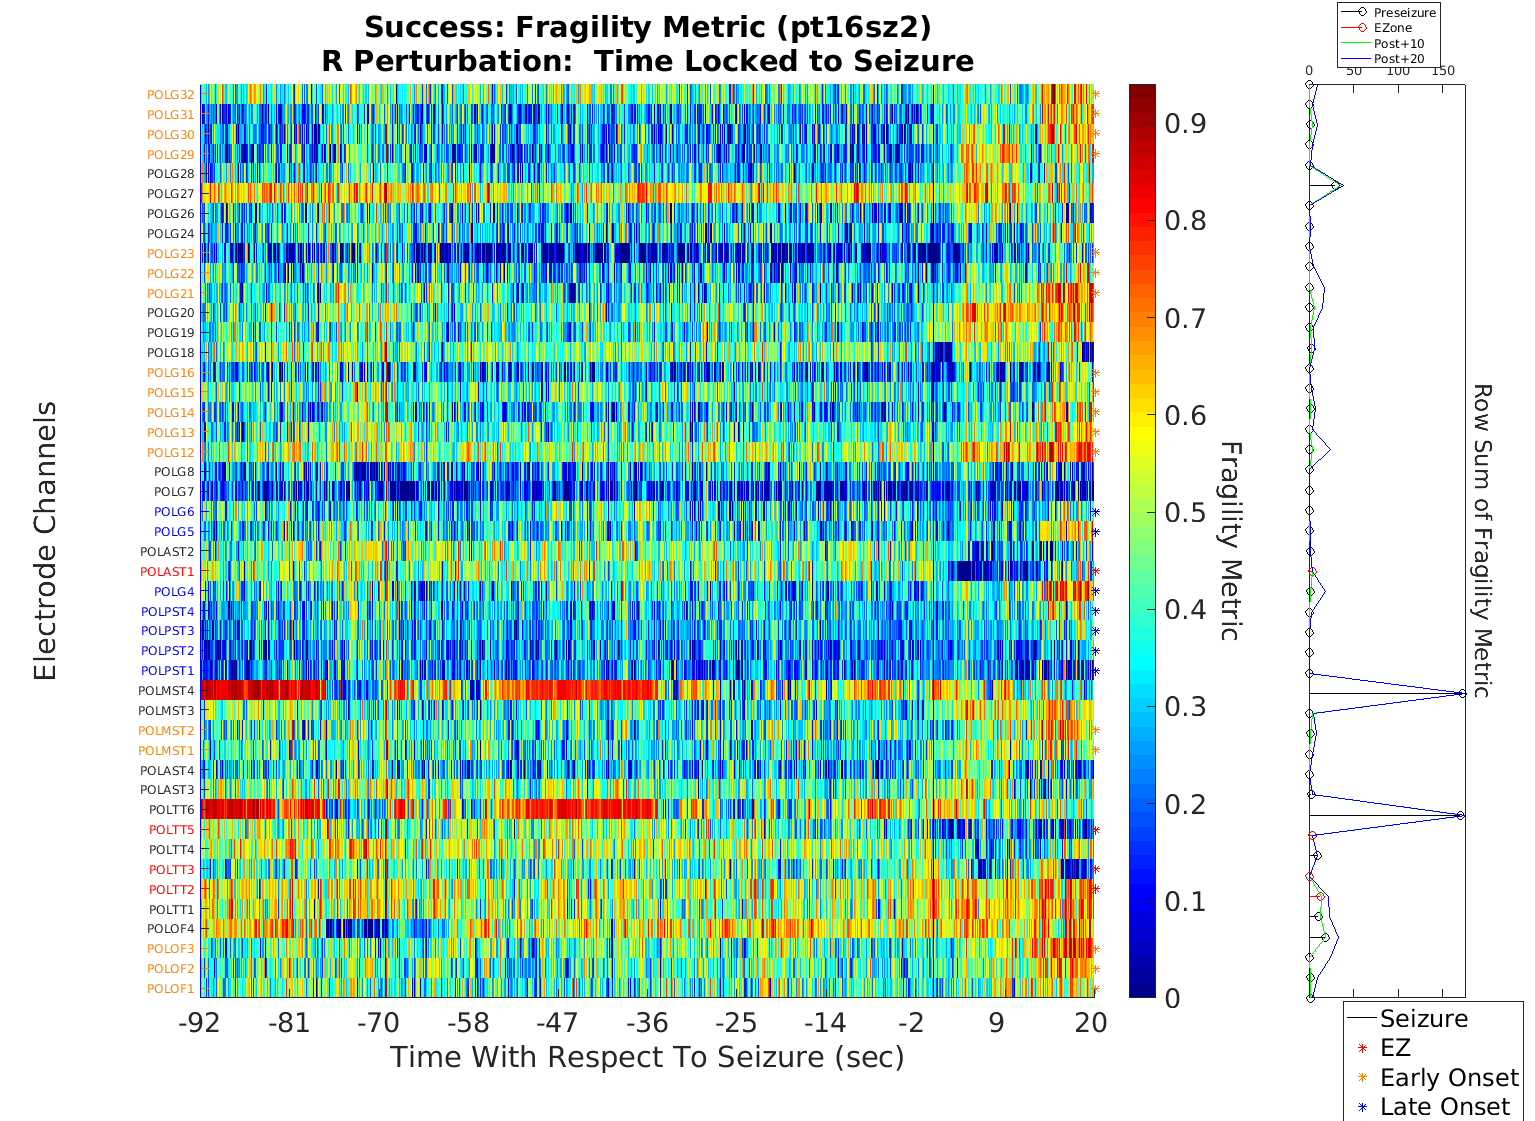 Success: Fragility Metric (pt16sz2)
R Perturbation:  Time Locked to Seizure
Electrode Channels
POLG32
POLG31
POLG30
POLG29
POLG28
POLG27
POLG26
POLG24
POLG23
POLG22
POLG21
POLG20
POLG19
POLG18
POLG16
POLG15
POLG14
POLG13
POLG12
POLG8
POLG7
POLG6
POLG5
POLAST2
POLAST1
POLG4
POLPST4
POLPST3
POLPST2
POLPST1
POLMST4
POLMST3
POLMST2
POLMST1
POLAST4
POLAST3
POLTT6
POLTT5
POLTT4
POLTT3
POLTT2
POLTT1
POLOF4
POLOF3
POLOF2
POLOF1
-92 -81 -70 -58 -47 -36 -25 -14 -2 9 20
Time With Respect To Seizure (sec)
0.9
0.8
0.7
0.6
0.5
0.4
0.3
0.2
0.1
0
Fragility Metric
Preseizure
EZone
Post+10
Post+20
0 50 100 150
Row Sum of Fragility Metric
Seizure
EZ
Early Onset
Late Onset